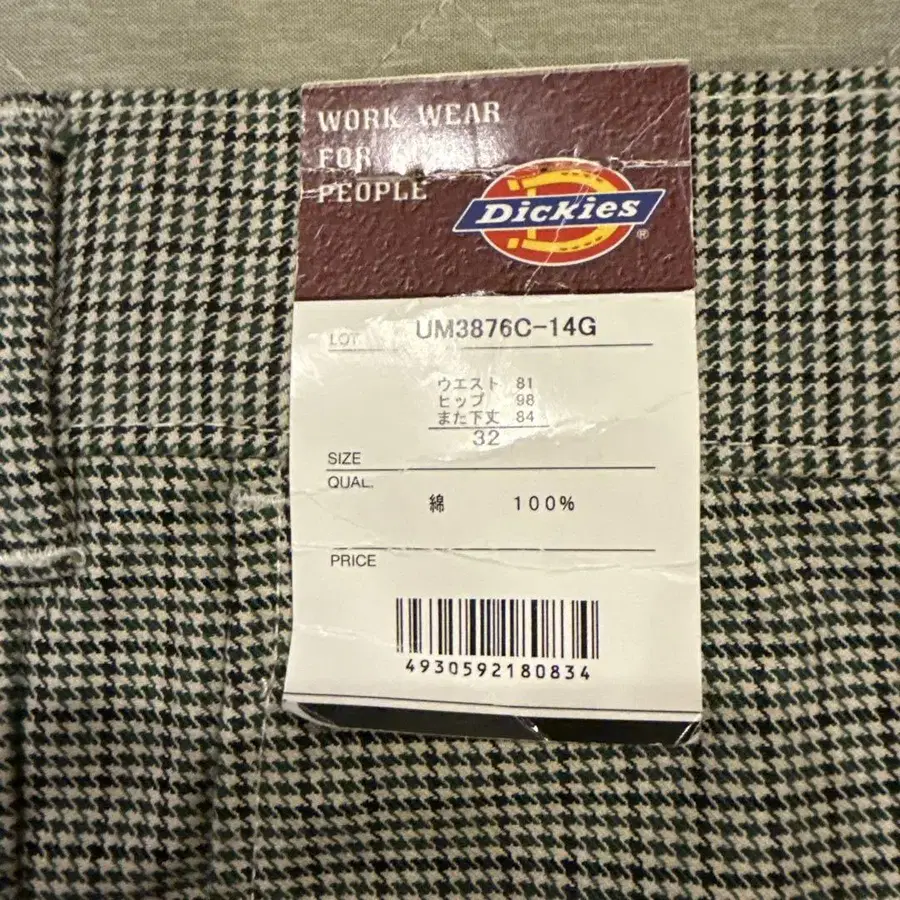 WORK WEAR
FOR
PEOPLE
Dickies
®
LOT. UM3876C-14G
ウエスト 81
ヒップ 98
また下丈 84
32
SIZE
QUAL.
綿 100%
PRICE
4930592180834